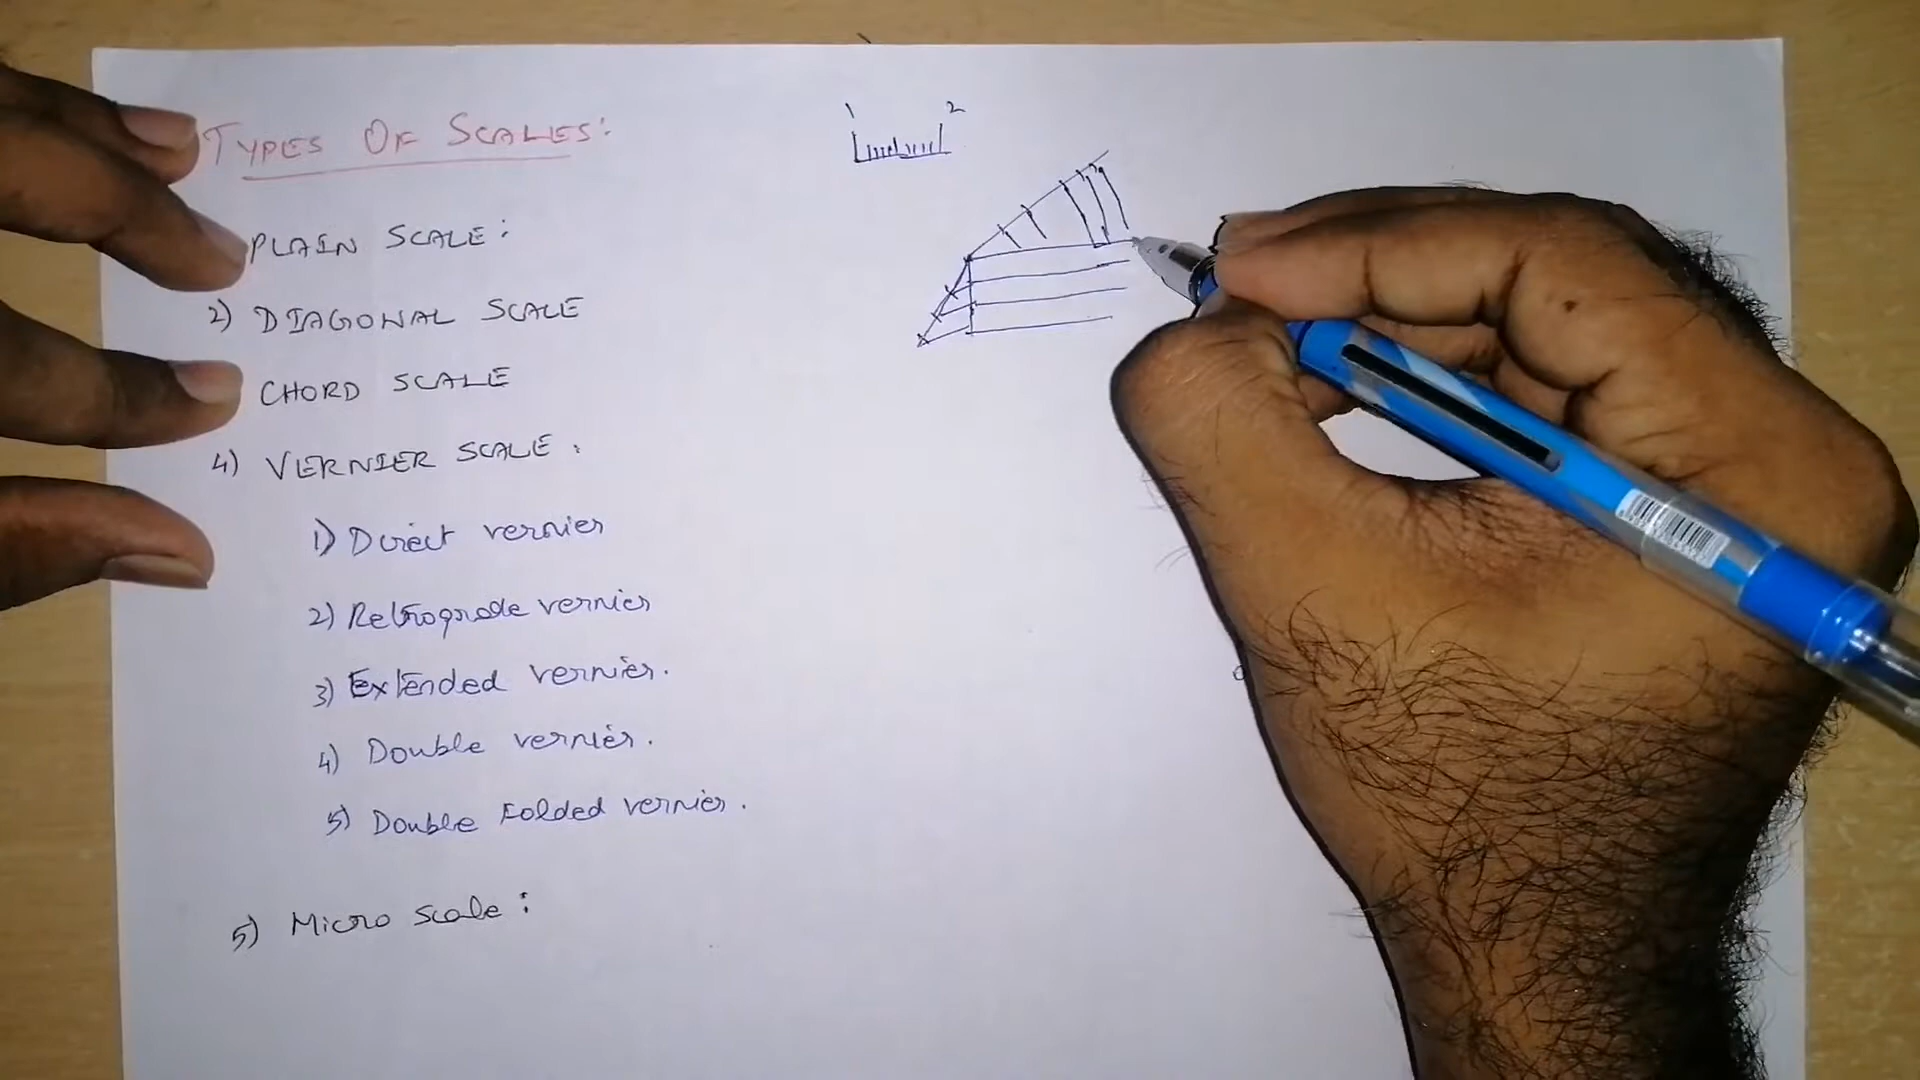 TYPES OF SCALES:
1 2
PLAIN SCALE:
2) DIAGONAL SCALE
CHORD SCALE
4) VERNIER SCALE:
1) Direct vernier
2) Retrograde vernier
3) Extended vernier.
4) Double vernier.
5) Double Folded vernier.
5) Micro scale: